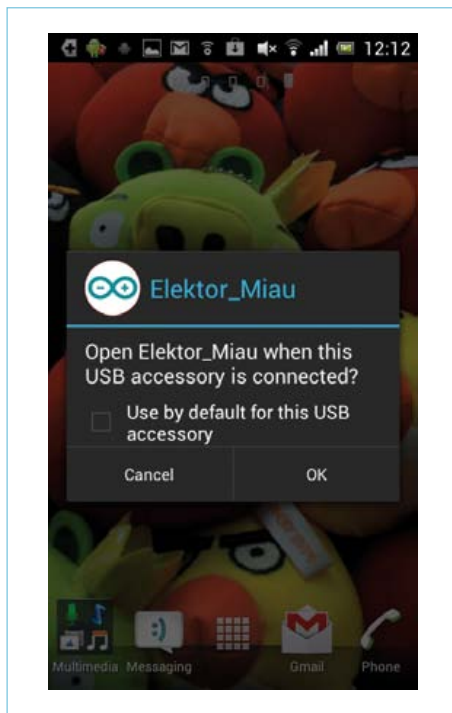 12:12
Elektor_Miau
Open Elektor_Miau when this
USB accessory is connected?
Use by default for this USB
accessory
Cancel OK
Multimedia Messaging Gmail Phone